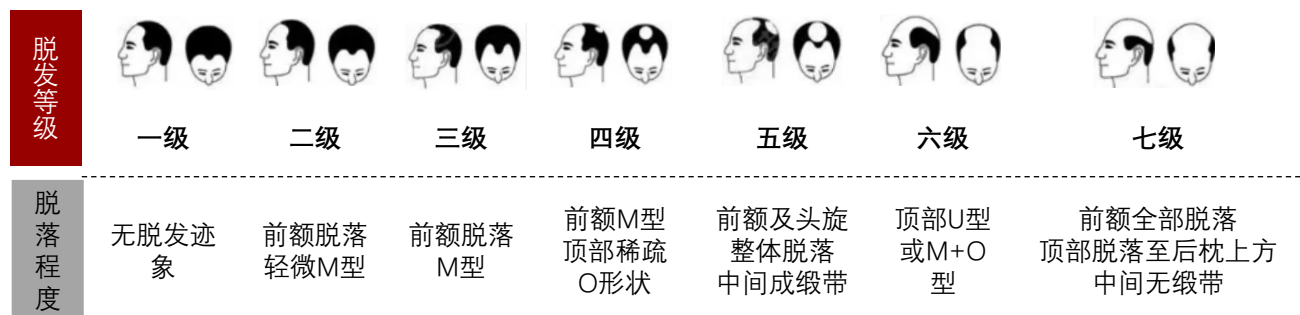 脱发等级
一级
二级
三级
四级
五级
六级
七级
脱落程度
无脱发迹
象
前额脱落
轻微M型
前额脱落
M型
前额M型
顶部稀疏
O形状
前额及头旋
整体脱落
中间成缎带
顶部U型
或M+O
型
前额全部脱落
顶部脱落至后枕上方
中间无缎带